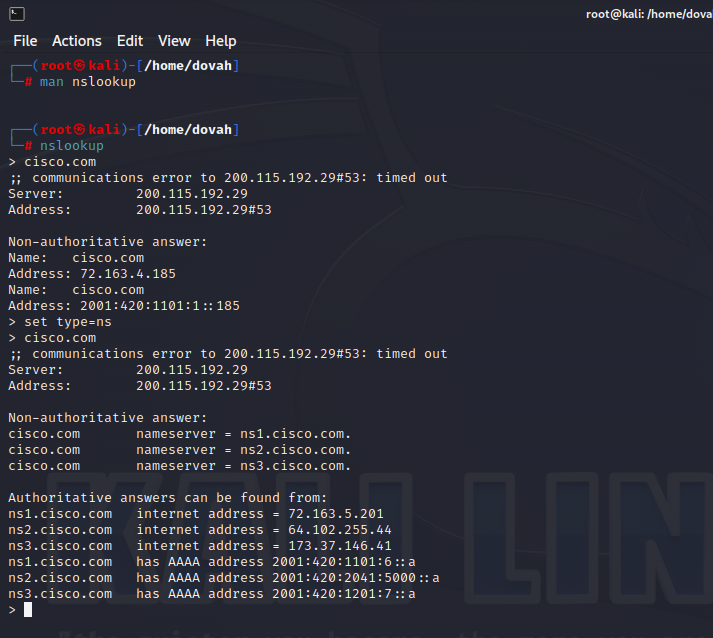 root@kali: /home/dova
File Actions Edit View Help
┌──(root㉿kali)-[/home/dovah]
└─# man nslookup
┌──(root㉿kali)-[/home/dovah]
└─# nslookup
> cisco.com
;; communications error to 200.115.192.29#53: timed out
Server:         200.115.192.29
Address:        200.115.192.29#53
Non-authoritative answer:
Name:   cisco.com
Address: 72.163.4.185
Name:   cisco.com
Address: 2001:420:1101:1::185
> set type=ns
> cisco.com
;; communications error to 200.115.192.29#53: timed out
Server:         200.115.192.29
Address:        200.115.192.29#53
Non-authoritative answer:
cisco.com       nameserver = ns1.cisco.com.
cisco.com       nameserver = ns2.cisco.com.
cisco.com       nameserver = ns3.cisco.com.
Authoritative answers can be found from:
ns1.cisco.com   internet address = 72.163.5.201
ns2.cisco.com   internet address = 64.102.255.44
ns3.cisco.com   internet address = 173.37.146.41
ns1.cisco.com   has AAAA address 2001:420:1101:6::a
ns2.cisco.com   has AAAA address 2001:420:2041:5000::a
ns3.cisco.com   has AAAA address 2001:420:1201:7::a
>
KALI LIN